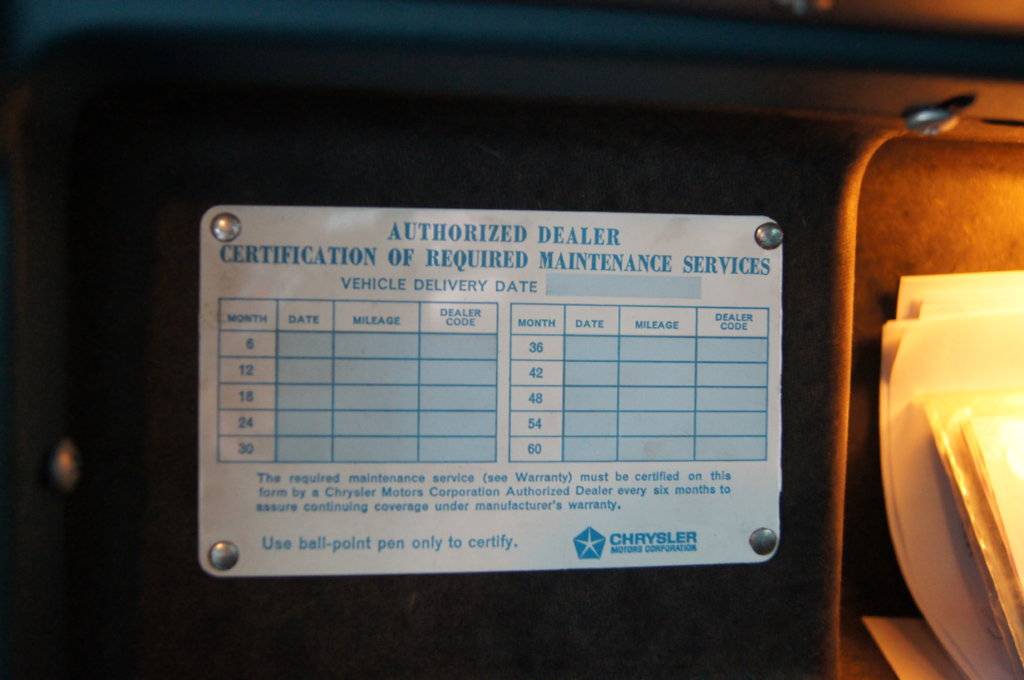 AUTHORIZED DEALER
CERTIFICATION OF REQUIRED MAINTENANCE SERVICES
VEHICLE DELIVERY DATE
MONTH DATE MILEAGE DEALER CODE
6
12
18
24
30
MONTH DATE MILEAGE DEALER CODE
36
42
48
54
60
The required maintenance service (see Warranty) must be certified on this
form by a Chrysler Motors Corporation Authorized Dealer every six months to
assure continuing coverage under manufacturer's warranty.
Use ball-point pen only to certify.
CHRYSLER
MOTORS CORPORATION